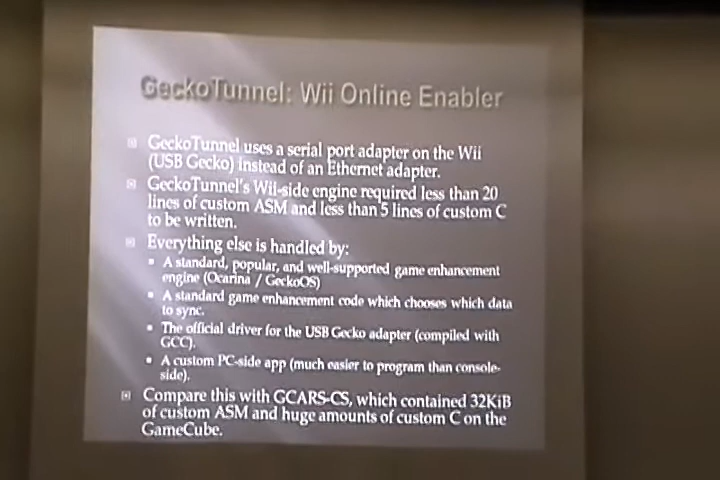 GeckoTunnel: Wii Online Enabler
GeckoTunnel uses a serial port adapter on the Wii
(USB Gecko) instead of an Ethernet adapter.
GeckoTunnel's Wii-side engine required less than 20
lines of custom ASM and less than 5 lines of custom C
to be written.
Everything else is handled by:
A standard, popular, and well-supported game enhancement
engine (Ocarina / GeckoOS)
A standard game enhancement code which chooses which data
to sync.
The official driver for the USB Gecko adapter (compiled with
GCC).
A custom PC-side app (much easier to program than console-
side).
Compare this with GCARS-CS, which contained 32KiB
of custom ASM and huge amounts of custom C on the
GameCube.